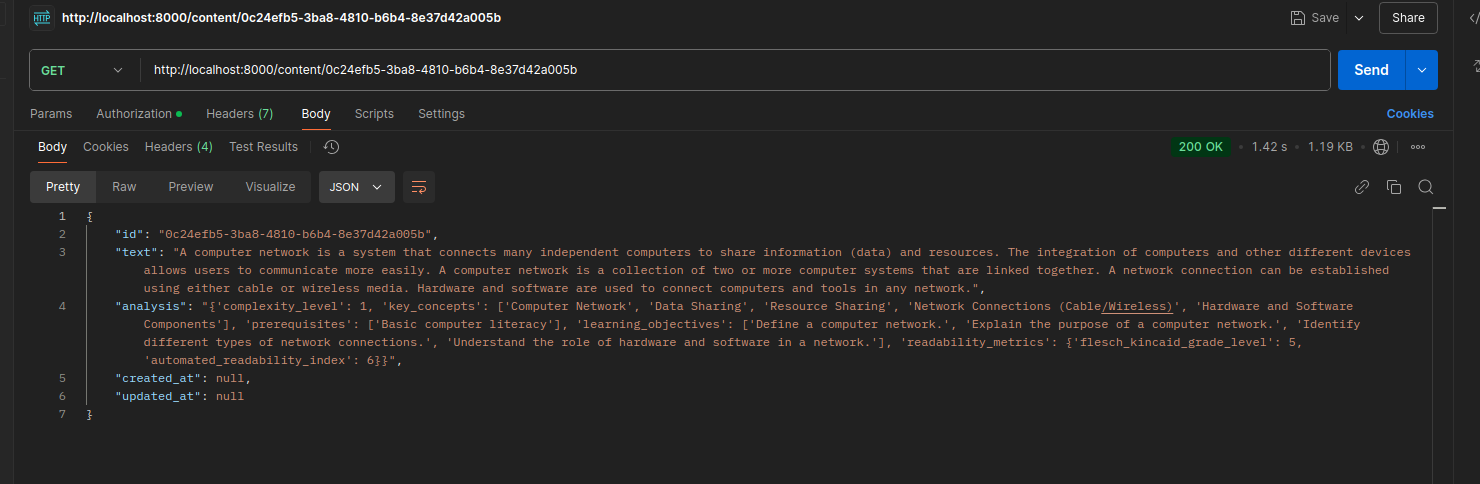 HTTP http://localhost:8000/content/0c24efb5-3ba8-4810-b6b4-8e37d42a005b Save Share
GET http://localhost:8000/content/0c24efb5-3ba8-4810-b6b4-8e37d42a005b Send
Params Authorization Headers (7) Body Scripts Settings Cookies
Body Cookies Headers (4) Test Results 200 OK 1.42 s 1.19 KB
Pretty Raw Preview Visualize JSON
1 {
2 "id": "0c24efb5-3ba8-4810-b6b4-8e37d42a005b",
3 "text": "A computer network is a system that connects many independent computers to share information (data) and resources. The integration of computers and other different devices
allows users to communicate more easily. A computer network is a collection of two or more computer systems that are linked together. A network connection can be established
using either cable or wireless media. Hardware and software are used to connect computers and tools in any network.",
4 "analysis": "{'complexity_level': 1, 'key_concepts': ['Computer Network', 'Data Sharing', 'Resource Sharing', 'Network Connections (Cable/Wireless)', 'Hardware and Software
Components'], 'prerequisites': ['Basic computer literacy'], 'learning_objectives': ['Define a computer network.', 'Explain the purpose of a computer network.', 'Identify
different types of network connections.', 'Understand the role of hardware and software in a network.'], 'readability_metrics': {'flesch_kincaid_grade_level': 5,
'automated_readability_index': 6}}",
5 "created_at": null,
6 "updated_at": null
7 }